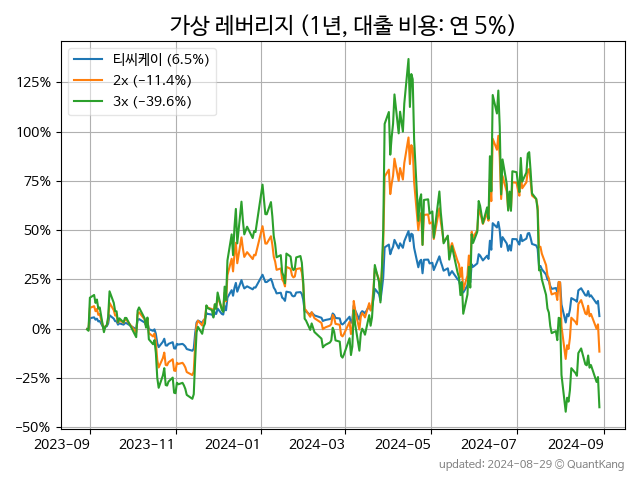 가상 레버리지 (1년, 대출 비용: 연 5%)
티씨케이 (6.5%)
2x (−11.4%)
3x (−39.6%)
125%
100%
75%
50%
25%
0%
−25%
−50%
2023-09 2023-11 2024-01 2024-03 2024-05 2024-07 2024-09
updated: 2024-08-29 © QuantKang